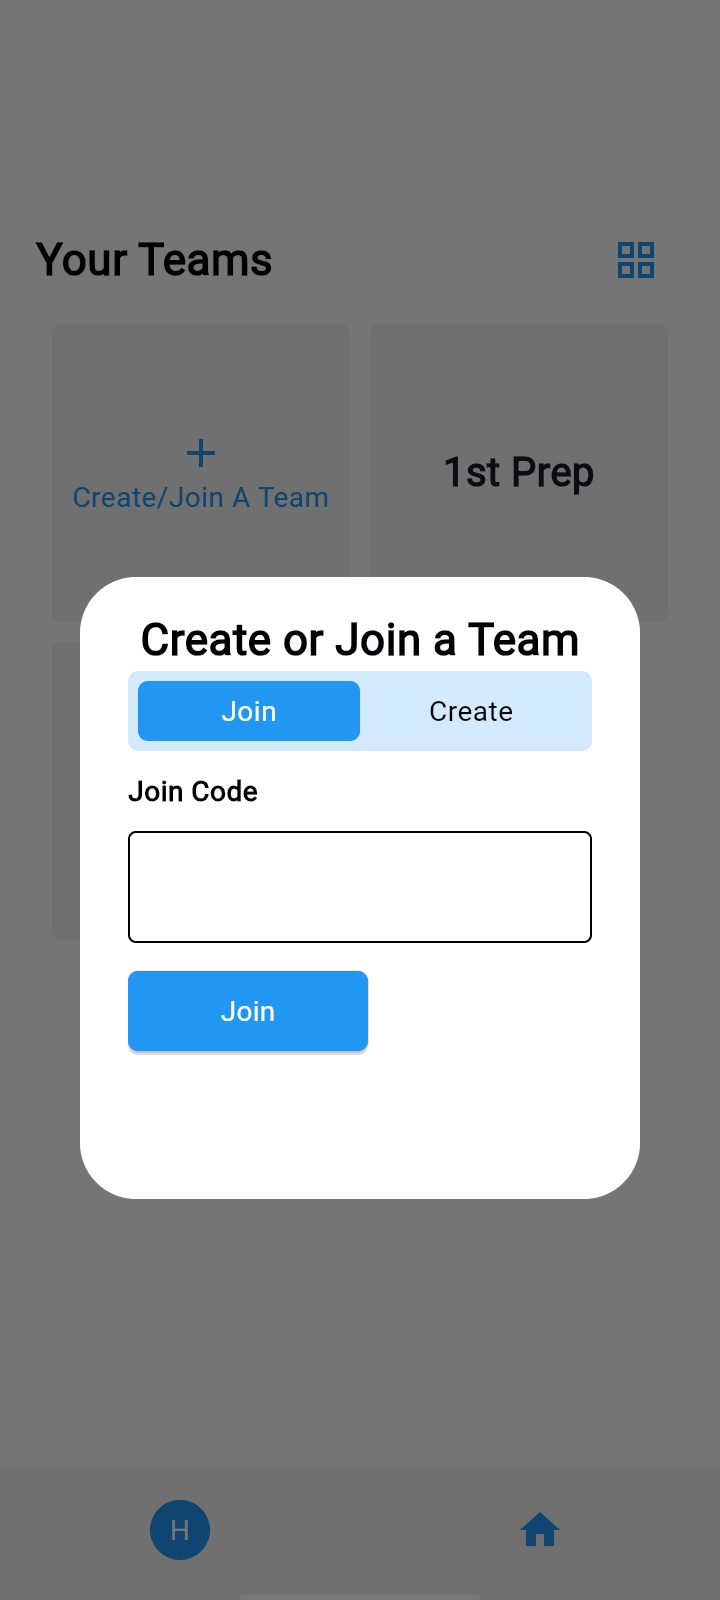 Your Teams
Create/Join A Team
1st Prep
Create or Join a Team
Join
Create
Join Code
Join
H